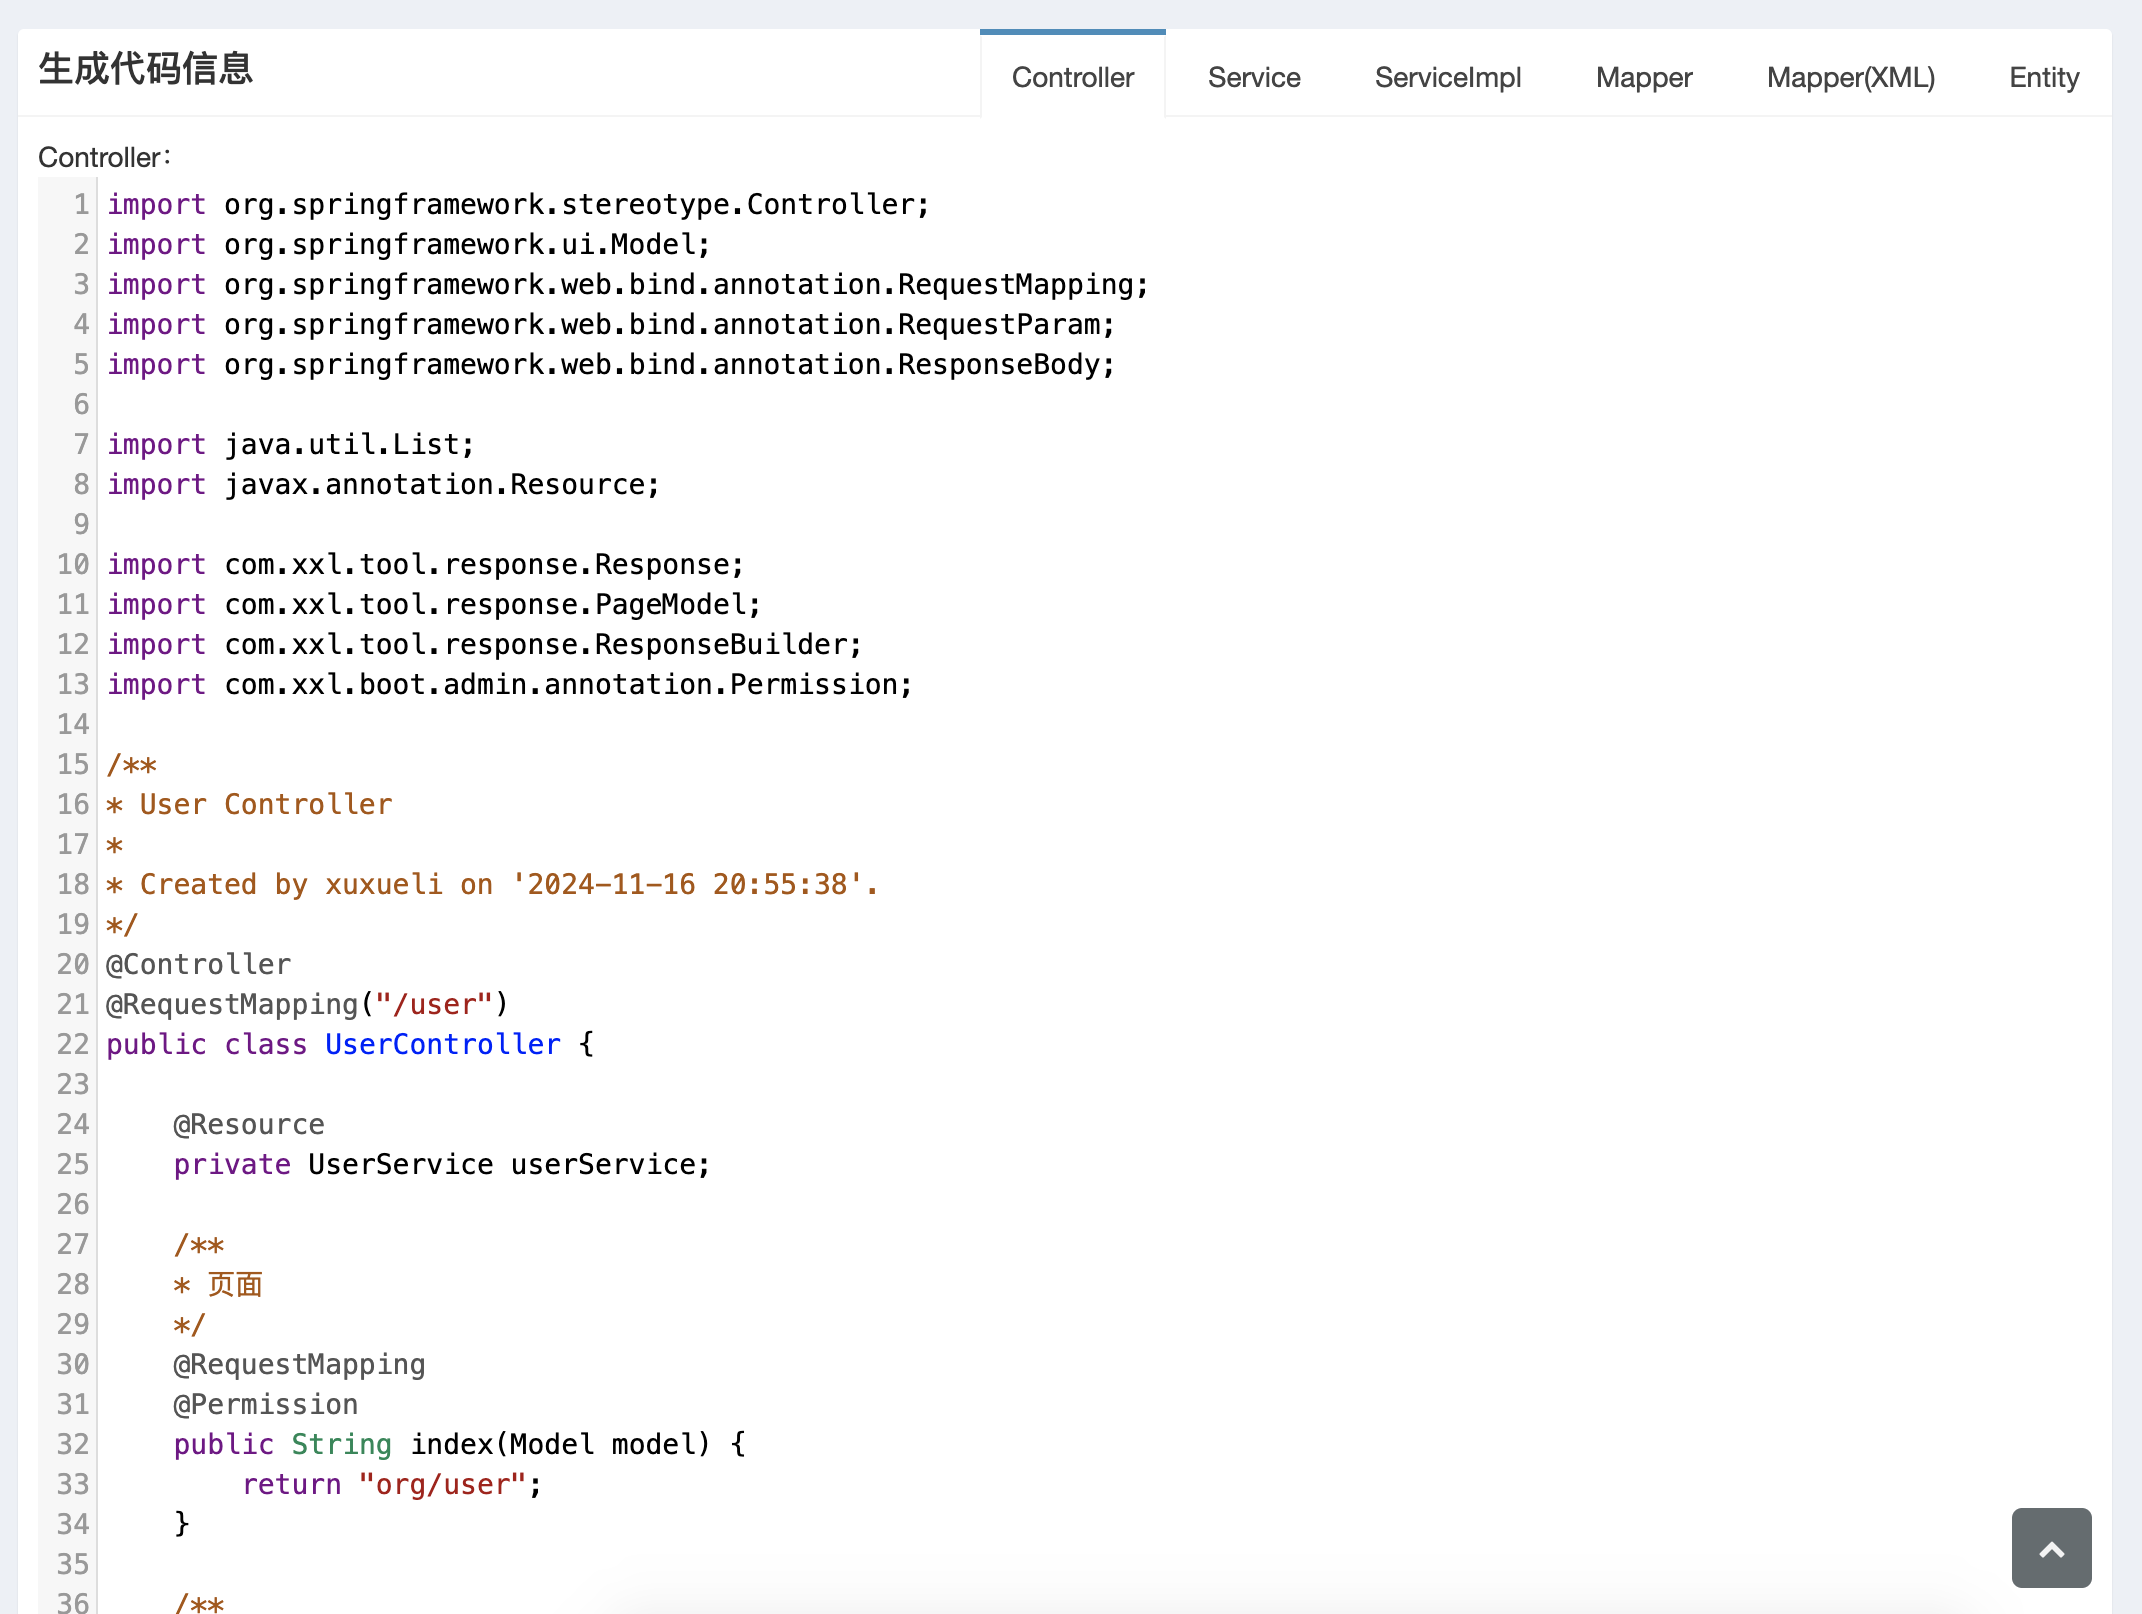 生成代码信息
Controller Service ServiceImpl Mapper Mapper(XML) Entity
Controller：
1 import org.springframework.stereotype.Controller;
2 import org.springframework.ui.Model;
3 import org.springframework.web.bind.annotation.RequestMapping;
4 import org.springframework.web.bind.annotation.RequestParam;
5 import org.springframework.web.bind.annotation.ResponseBody;
6
7 import java.util.List;
8 import javax.annotation.Resource;
9
10 import com.xxl.tool.response.Response;
11 import com.xxl.tool.response.PageModel;
12 import com.xxl.tool.response.ResponseBuilder;
13 import com.xxl.boot.admin.annotation.Permission;
14
15 /**
16 * User Controller
17 *
18 * Created by xuxueli on '2024-11-16 20:55:38'.
19 */
20 @Controller
21 @RequestMapping("/user")
22 public class UserController {
23
24     @Resource
25     private UserService userService;
26
27     /**
28     * 页面
29     */
30     @RequestMapping
31     @Permission
32     public String index(Model model) {
33         return "org/user";
34     }
35
36     /**